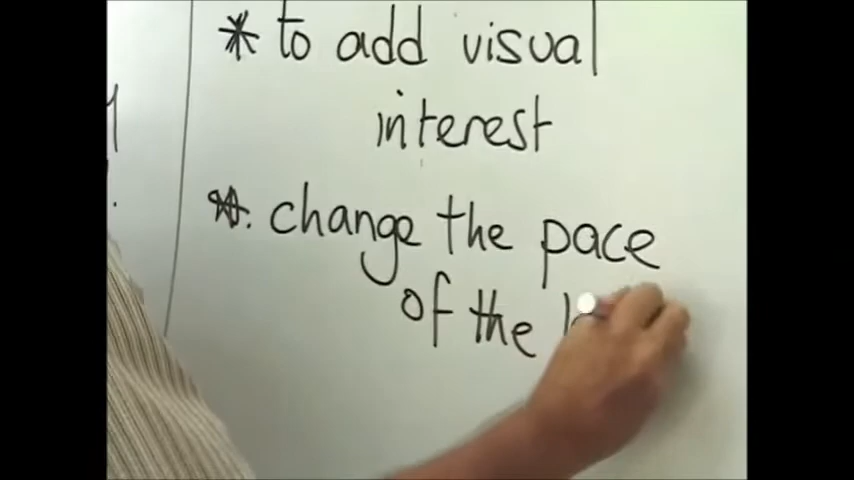 * to add visual
interest
*. change the pace
of the